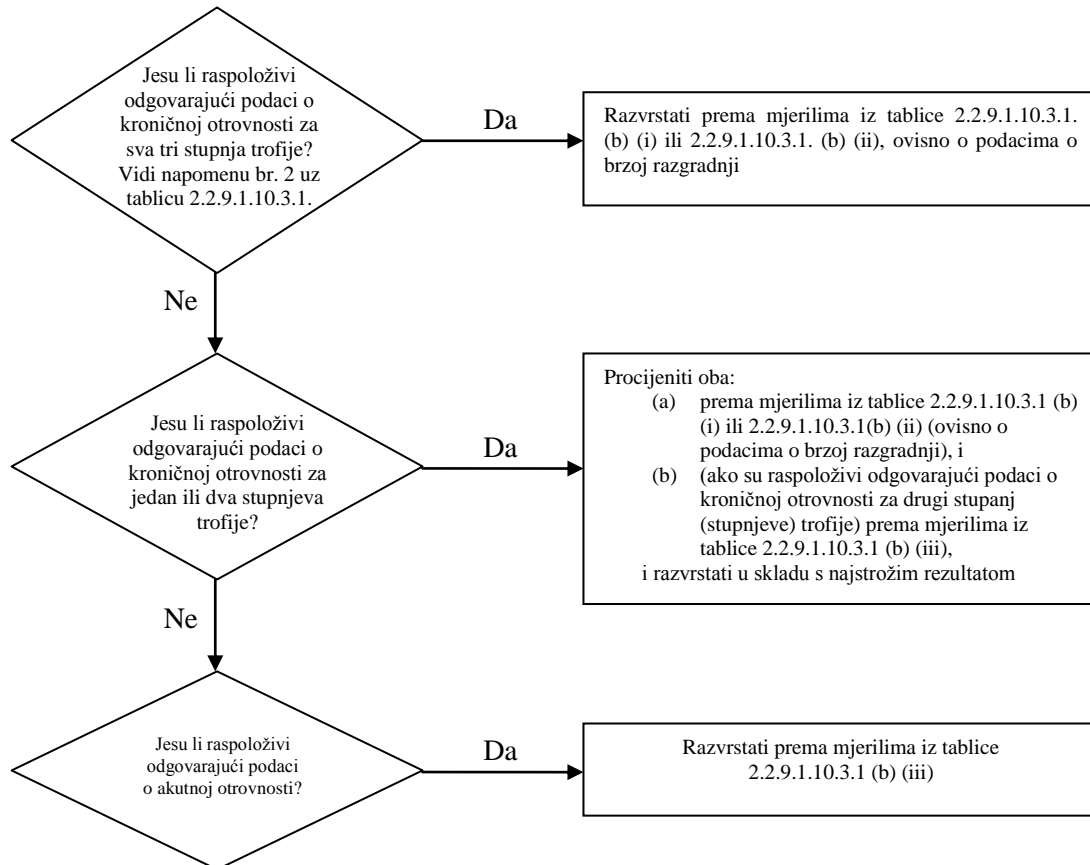 Jesu li raspoloživi
odgovarajući podaci o
kroničnoj otrovnosti za
sva tri stupnja trofije?
Vidi napomenu br. 2 uz
tablicu 2.2.9.1.10.3.1.
Da
Razvrstati prema mjerilima iz tablice 2.2.9.1.10.3.1.
(b) (i) ili 2.2.9.1.10.3.1. (b) (ii), ovisno o podacima o
brzoj razgradnji
Ne
Jesu li raspoloživi
odgovarajući podaci o
kroničnoj otrovnosti za
jedan ili dva stupnjeva
trofije?
Da
Procijeniti oba:
(a) prema mjerilima iz tablice 2.2.9.1.10.3.1 (b)
(i) ili 2.2.9.1.10.3.1(b) (ii) (ovisno o
podacima o brzoj razgradnji), i
(b) (ako su raspoloživi odgovarajući podaci o
kroničnoj otrovnosti za drugi stupanj
(stupnjeve) trofije) prema mjerilima iz
tablice 2.2.9.1.10.3.1 (b) (iii),
i razvrstati u skladu s najstrožim rezultatom
Ne
Jesu li raspoloživi
odgovarajući podaci
o akutnoj otrovnosti?
Da
Razvrstati prema mjerilima iz tablice
2.2.9.1.10.3.1 (b) (iii)